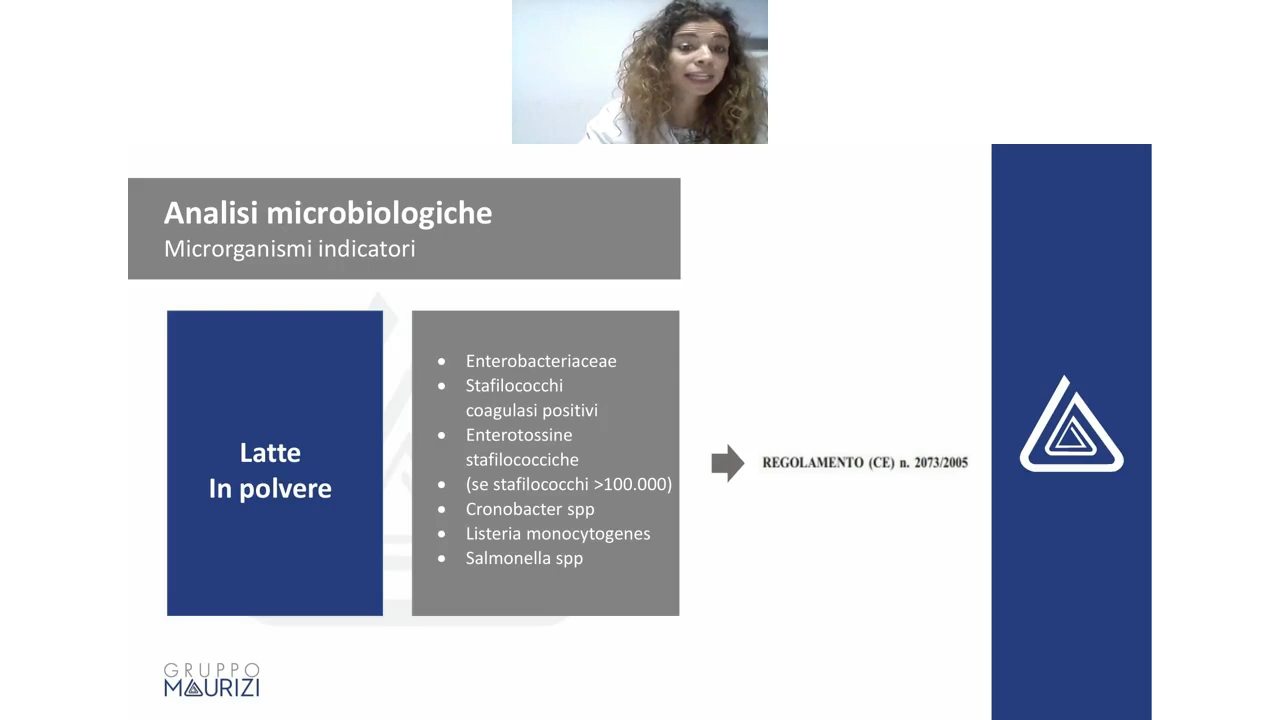 Analisi microbiologiche
Microrganismi indicatori
Latte
In polvere
• Enterobacteriaceae
• Stafilococchi
coagulasi positivi
• Enterotossine
stafilococciche
• (se stafilococchi >100.000)
• Cronobacter spp
• Listeria monocytogenes
• Salmonella spp
REGOLAMENTO (CE) n. 2073/2005
GRUPPO
MAURIZI